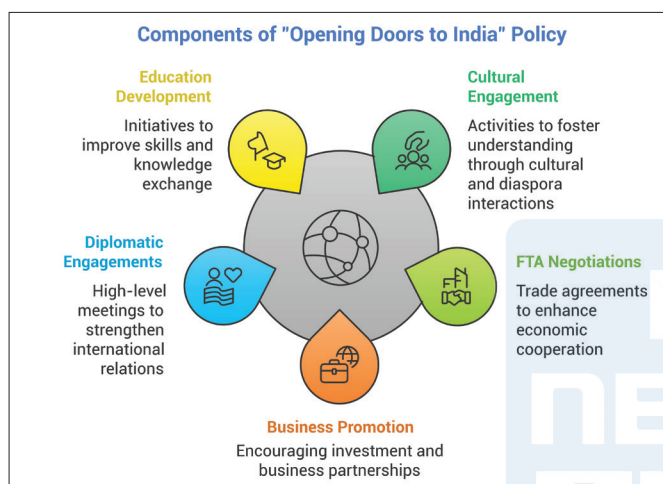 Components of "Opening Doors to India" Policy
Education
Development
Initiatives to
improve skills and
knowledge
exchange
Cultural
Engagement
Activities to foster
understanding
through cultural
and diaspora
interactions
Diplomatic
Engagements
High-level
meetings to
strengthen
international
relations
FTA Negotiations
Trade agreements
to enhance
economic
cooperation
Business Promotion
Encouraging investment and
business partnerships